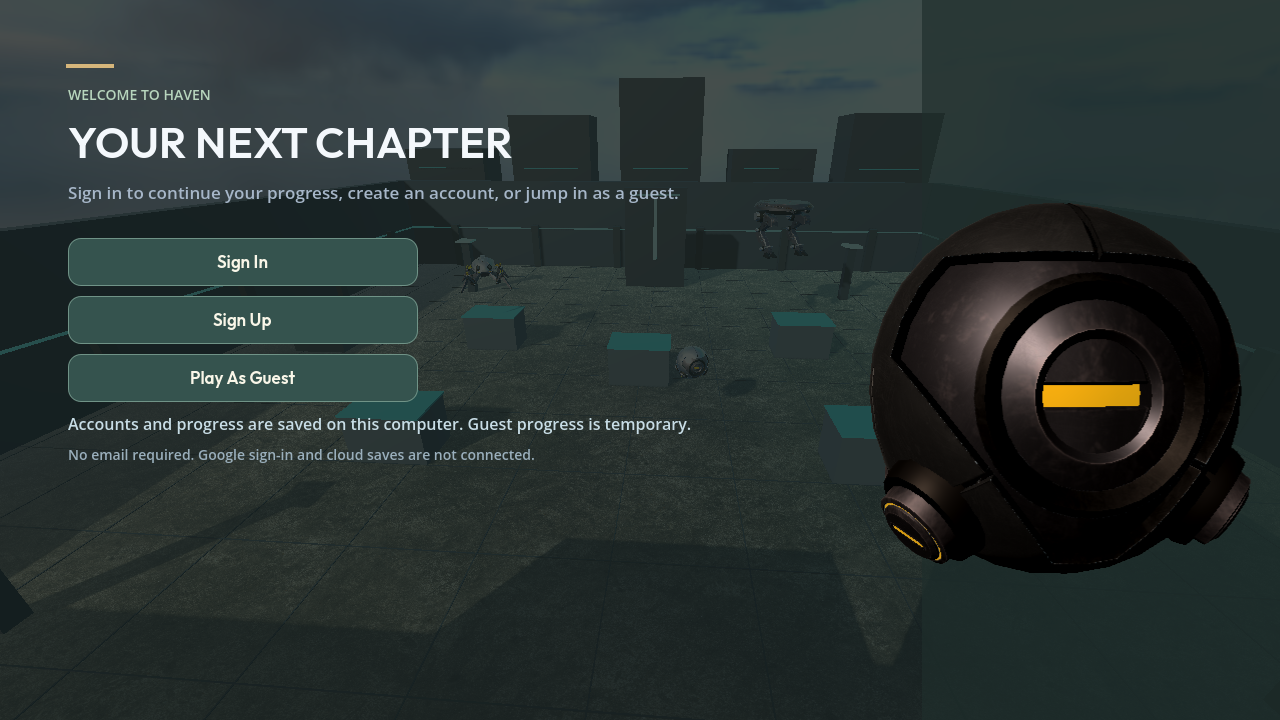 WELCOME TO HAVEN
YOUR NEXT CHAPTER
Sign in to continue your progress, create an account, or jump in as a guest.
Sign In
Sign Up
Play As Guest
Accounts and progress are saved on this computer. Guest progress is temporary.
No email required. Google sign-in and cloud saves are not connected.